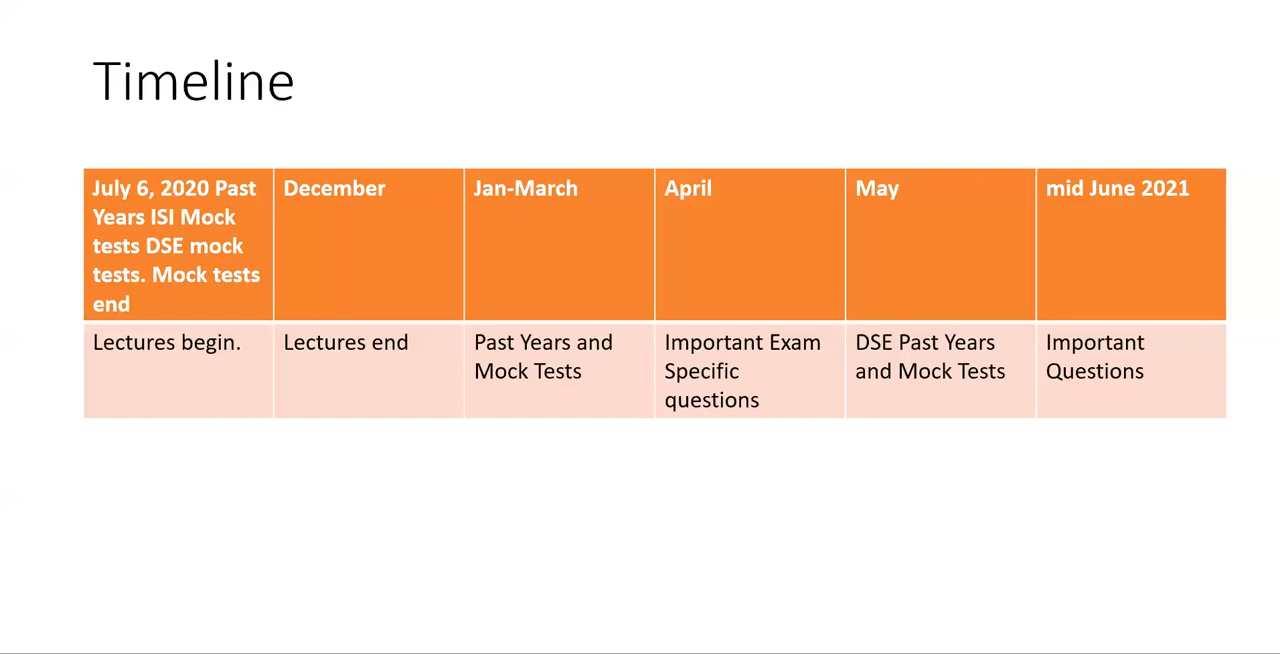 Timeline
July 6, 2020 Past
Years ISI Mock
tests DSE mock
tests. Mock tests
end
December
Jan-March
April
May
mid June 2021
Lectures begin.
Lectures end
Past Years and
Mock Tests
Important Exam
Specific
questions
DSE Past Years
and Mock Tests
Important
Questions